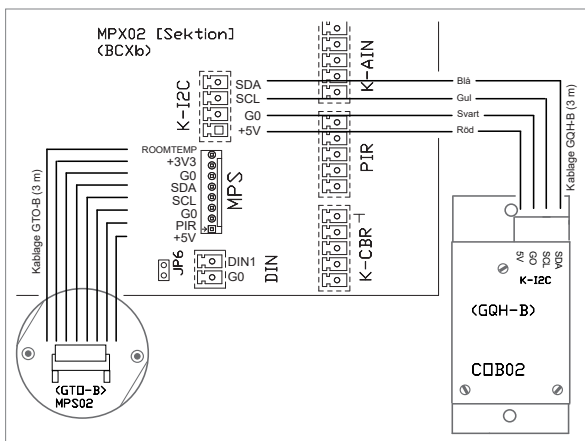 MPX02 [Sektion]
(BCXb)
K-I2C
SDA
SCL
G0
+5V
K-AIN
Blå
Gul
Svart
Röd
Kablage GQH-B (3 m)
PIR
ROOMTEMP
+3V3
G0
SDA
SCL
G0
PIR
+5V
MPS
Kablage GTO-B (3 m)
K-CBR
JP6
DIN1
G0
DIN
5V
GO
SCL
SDA
K-I2C
(GQH-B)
COB02
(GTO-B)
MPS02